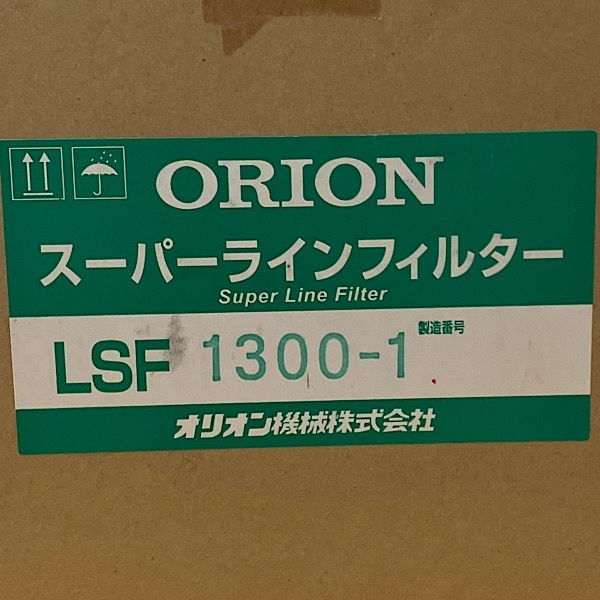 ORION
スーパーラインフィルター
Super Line Filter
LSF 1300-1 製造番号
オリオン機械株式会社